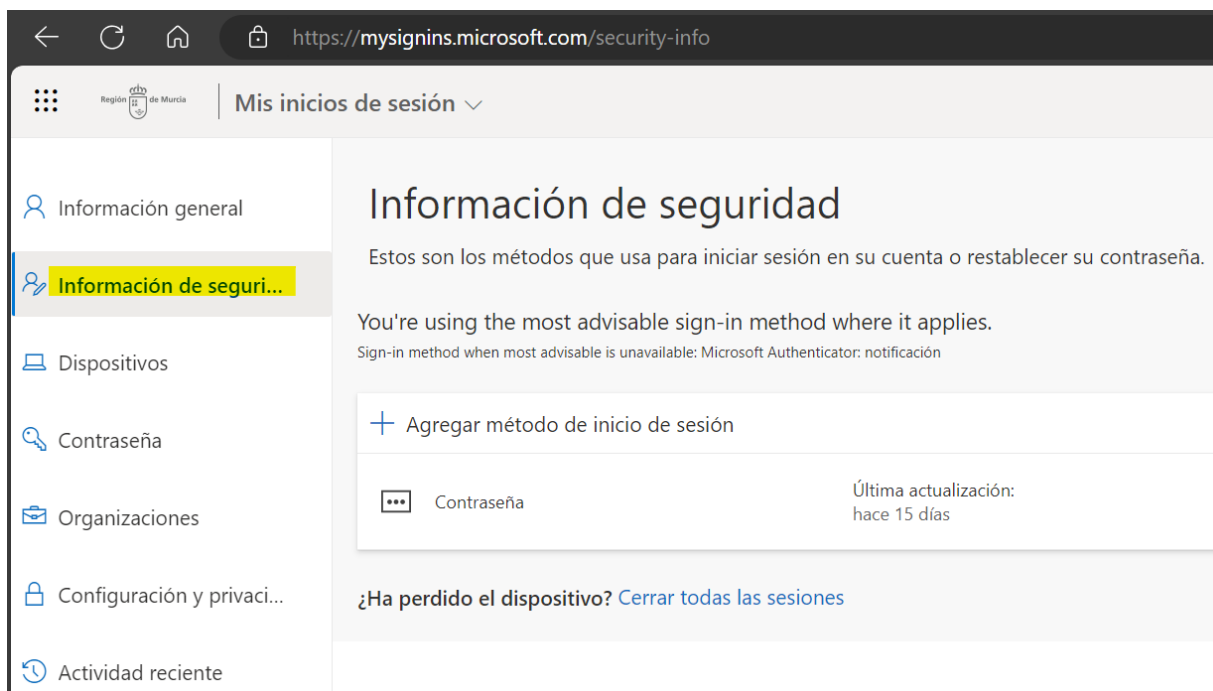 https://mysignins.microsoft.com/security-info
Región de Murcia
Mis inicios de sesión
Información general
Información de seguri...
Dispositivos
Contraseña
Organizaciones
Configuración y privaci...
Actividad reciente
Información de seguridad
Estos son los métodos que usa para iniciar sesión en su cuenta o restablecer su contraseña.
You're using the most advisable sign-in method where it applies.
Sign-in method when most advisable is unavailable: Microsoft Authenticator: notificación
Agregar método de inicio de sesión
Contraseña
Última actualización:
hace 15 días
¿Ha perdido el dispositivo? Cerrar todas las sesiones